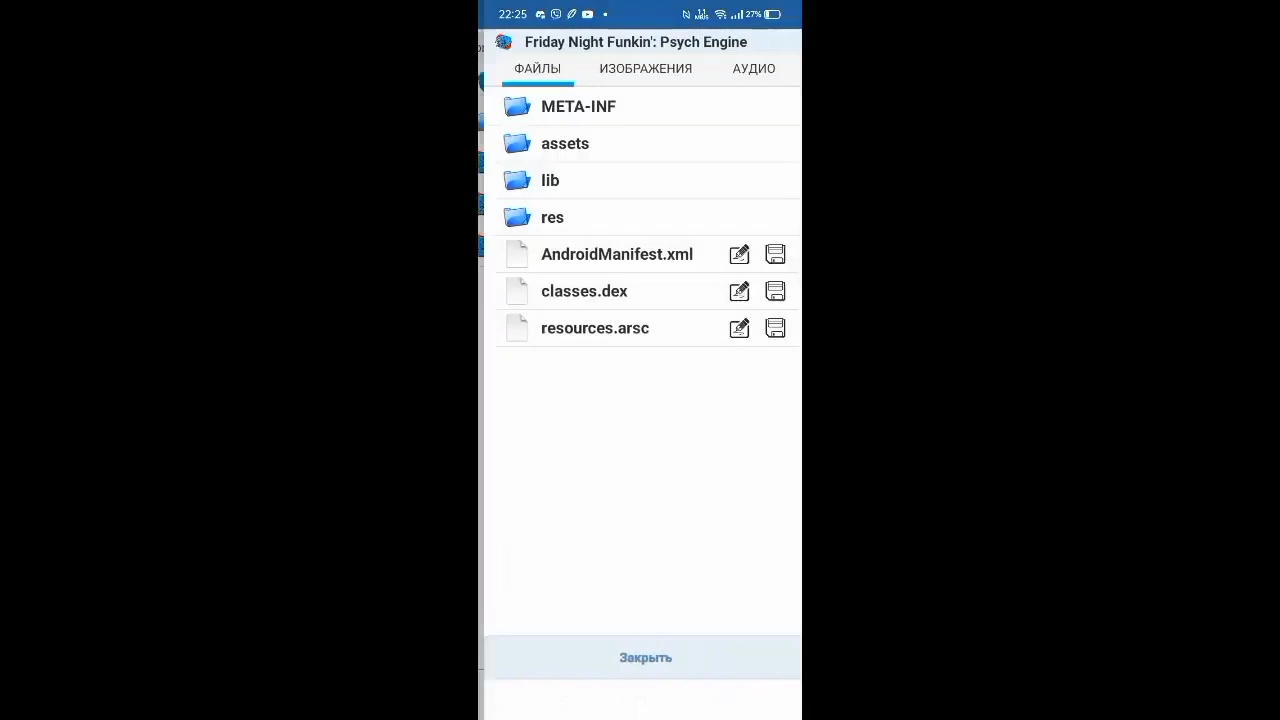 22:25 27%
Friday Night Funkin': Psych Engine
ФАЙЛЫ ИЗОБРАЖЕНИЯ АУДИО
META-INF
assets
lib
res
AndroidManifest.xml
classes.dex
resources.arsc
Закрыть